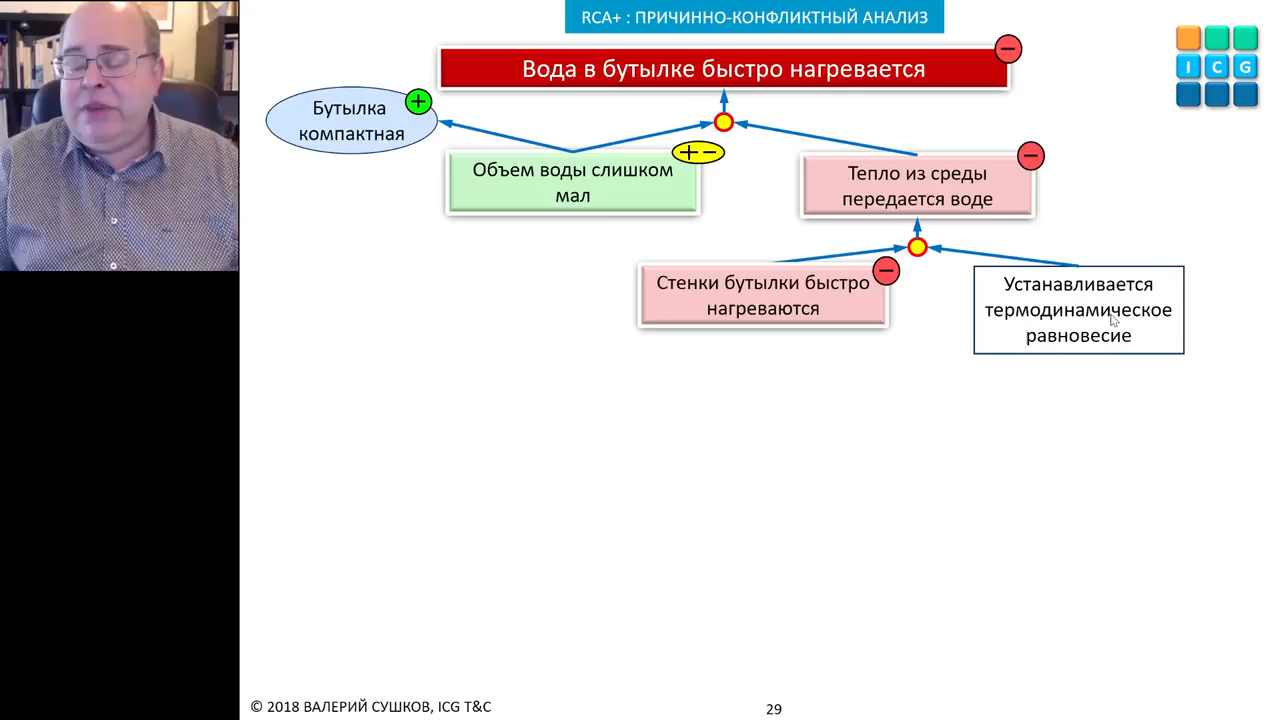 RCA+ : ПРИЧИННО-КОНФЛИКТНЫЙ АНАЛИЗ
I C G
Вода в бутылке быстро нагревается
−
Бутылка
компактная
+
Объем воды слишком
мал
+ −
Тепло из среды
передается воде
−
Стенки бутылки быстро
нагреваются
−
Устанавливается
термодинамическое
равновесие
© 2018 ВАЛЕРИЙ СУШКОВ, ICG T&C
29